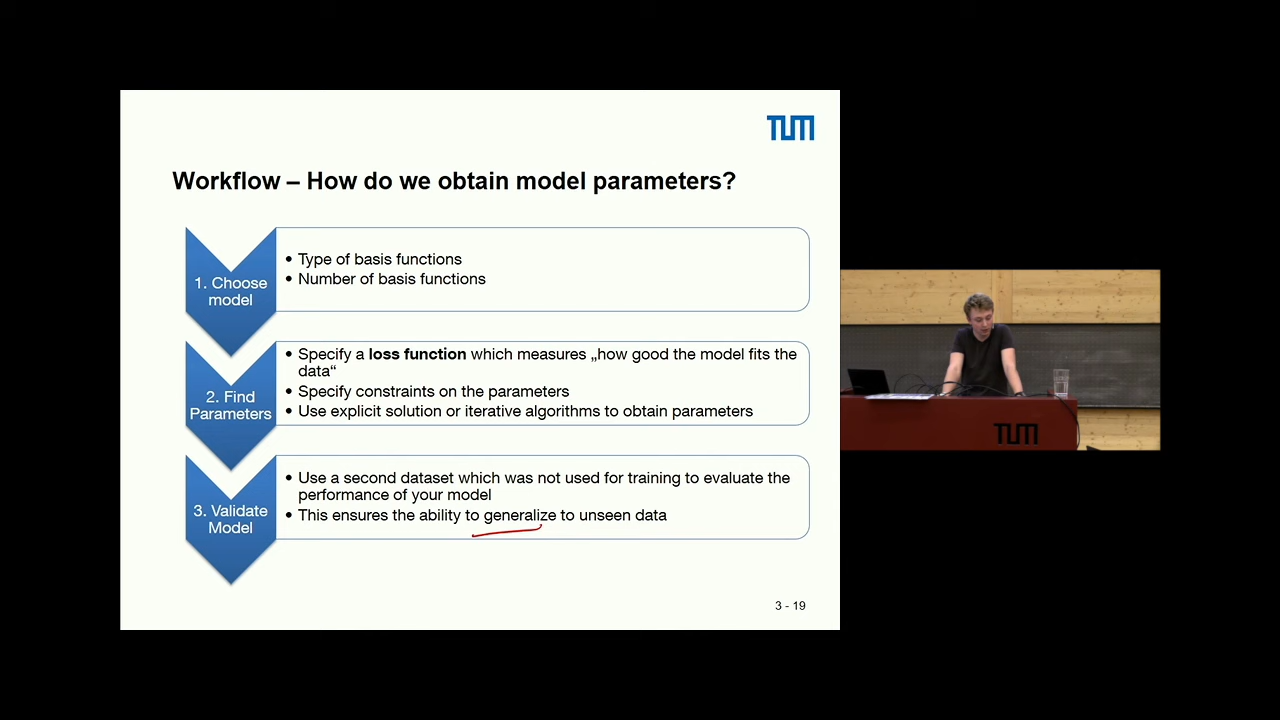 TUM
Workflow – How do we obtain model parameters?
1. Choose
model
• Type of basis functions
• Number of basis functions
2. Find
Parameters
• Specify a loss function which measures „how good the model fits the
data“
• Specify constraints on the parameters
• Use explicit solution or iterative algorithms to obtain parameters
3. Validate
Model
• Use a second dataset which was not used for training to evaluate the
performance of your model
• This ensures the ability to generalize to unseen data
3 - 19
TUM